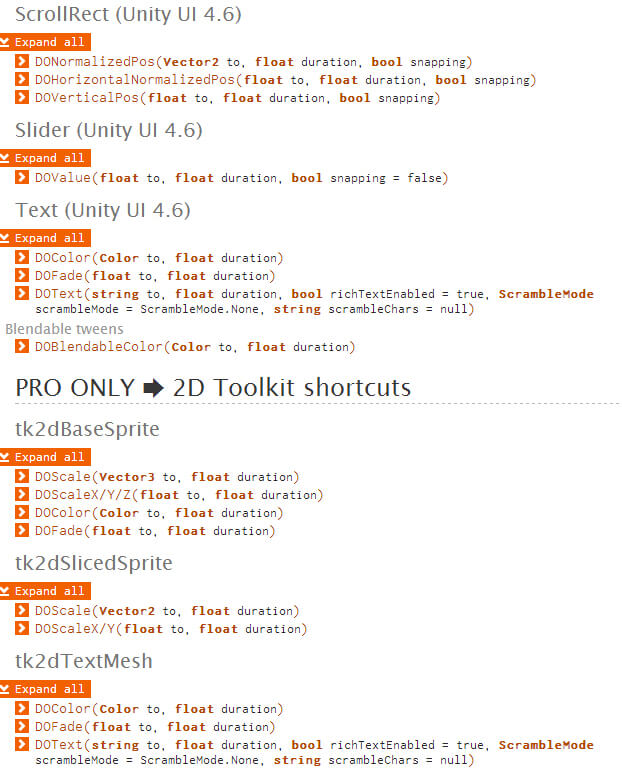 ScrollRect (Unity UI 4.6)
Expand all
DONormalizedPos(Vector2 to, float duration, bool snapping)
DOHorizontalNormalizedPos(float to, float duration, bool snapping)
DOVerticalPos(float to, float duration, bool snapping)
Slider (Unity UI 4.6)
Expand all
DOValue(float to, float duration, bool snapping = false)
Text (Unity UI 4.6)
Expand all
DOColor(Color to, float duration)
DOFade(float to, float duration)
DOText(string to, float duration, bool richTextEnabled = true, ScrambleMode
scrambleMode = ScrambleMode.None, string scrambleChars = null)
Blendable tweens
DOBlendableColor(Color to, float duration)
PRO ONLY ➨ 2D Toolkit shortcuts
tk2dBaseSprite
Expand all
DOScale(Vector3 to, float duration)
DOScaleX/Y/Z(float to, float duration)
DOColor(Color to, float duration)
DOFade(float to, float duration)
tk2dSlicedSprite
Expand all
DOScale(Vector2 to, float duration)
DOScaleX/Y(float to, float duration)
tk2dTextMesh
Expand all
DOColor(Color to, float duration)
DOFade(float to, float duration)
DOText(string to, float duration, bool richTextEnabled = true, ScrambleMode
scrambleMode = ScrambleMode.None, string scrambleChars = null)